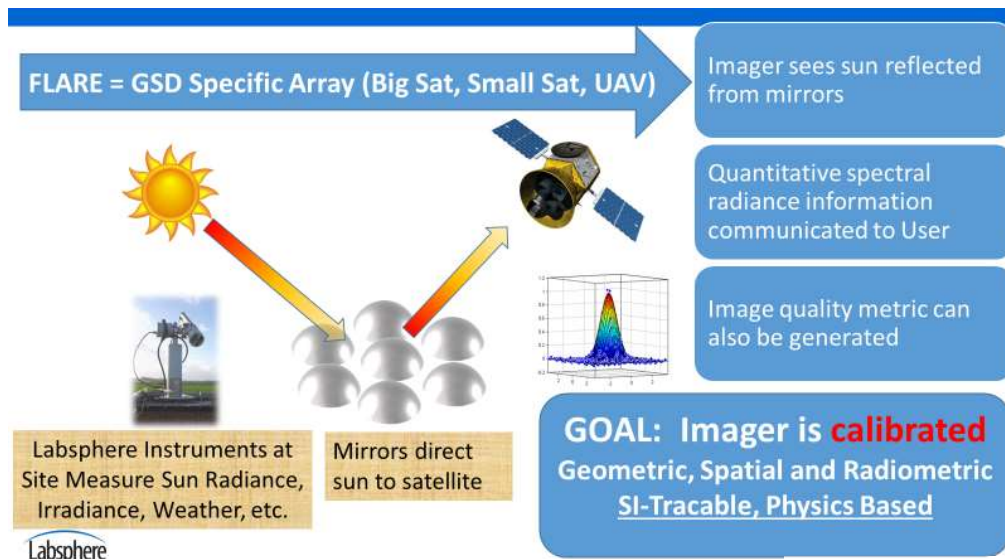 FLARE = GSD Specific Array (Big Sat, Small Sat, UAV)
Imager sees sun reflected
from mirrors
Quantitative spectral
radiance information
communicated to User
Image quality metric can
also be generated
Labsphere Instruments at
Site Measure Sun Radiance,
Irradiance, Weather, etc.
Mirrors direct
sun to satellite
GOAL: Imager is calibrated
Geometric, Spatial and Radiometric
SI-Tracable, Physics Based
Labsphere